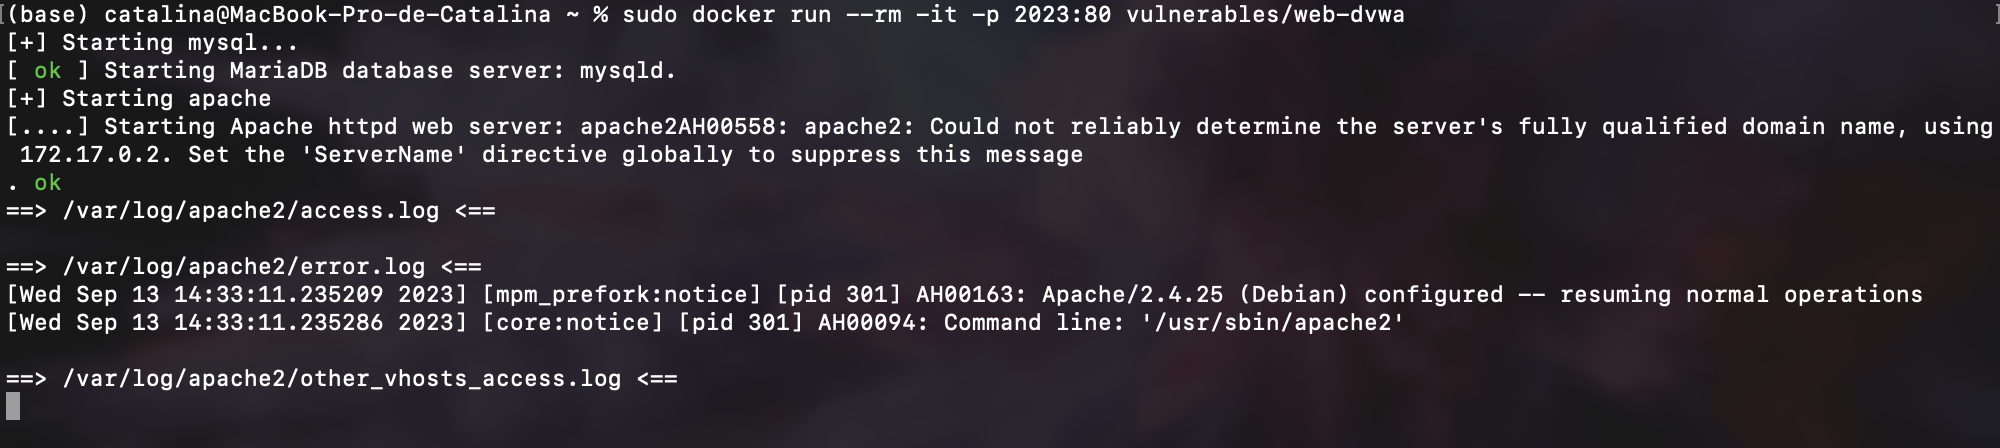 [(base) catalina@MacBook-Pro-de-Catalina ~ % sudo docker run --rm -it -p 2023:80 vulnerables/web-dvwa ]
[+] Starting mysql...
[ ok ] Starting MariaDB database server: mysqld.
[+] Starting apache
[....] Starting Apache httpd web server: apache2AH00558: apache2: Could not reliably determine the server's fully qualified domain name, using
172.17.0.2. Set the 'ServerName' directive globally to suppress this message
. ok
==> /var/log/apache2/access.log <==
==> /var/log/apache2/error.log <==
[Wed Sep 13 14:33:11.235209 2023] [mpm_prefork:notice] [pid 301] AH00163: Apache/2.4.25 (Debian) configured -- resuming normal operations
[Wed Sep 13 14:33:11.235286 2023] [core:notice] [pid 301] AH00094: Command line: '/usr/sbin/apache2'
==> /var/log/apache2/other_vhosts_access.log <==